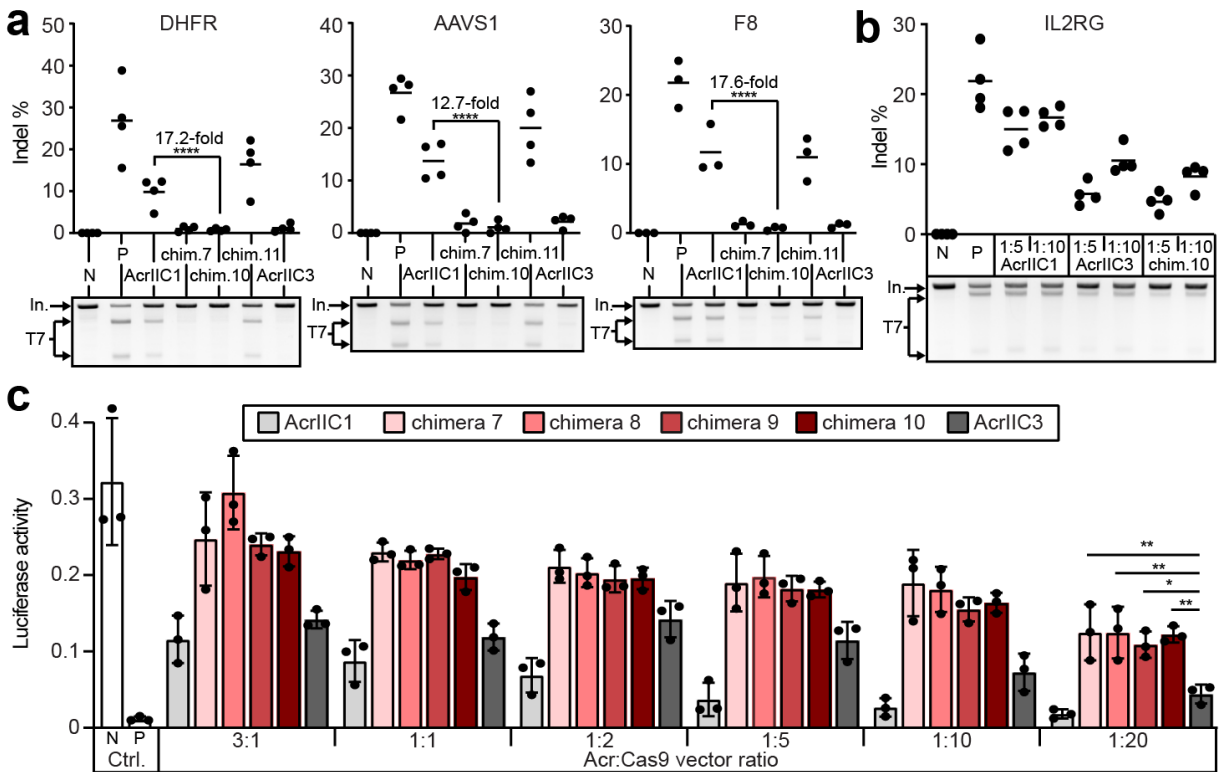 a
DHFR
AAVS1
F8
b
IL2RG
Indel %
50
40
30
20
10
0
17.2-fold
****
N
P
AcrIIC1
chim.7
chim.10
chim.11
AcrIIC3
In.
T7
50
40
30
20
10
0
12.7-fold
****
N
P
AcrIIC1
chim.7
chim.10
chim.11
AcrIIC3
In.
T7
30
20
10
0
17.6-fold
****
N
P
AcrIIC1
chim.7
chim.10
chim.11
AcrIIC3
In.
T7
Indel %
30
20
10
0
N
P
1:5 1:10 1:5 1:10 1:5 1:10
AcrIIC1 AcrIIC3 chim.10
In.
T7
c
AcrIIC1 chimera 7 chimera 8 chimera 9 chimera 10 AcrIIC3
Luciferase activity
0.4
0.3
0.2
0.1
0
**
**
*
**
N P 3:1 1:1 1:2 1:5 1:10 1:20
Ctrl. Acr:Cas9 vector ratio